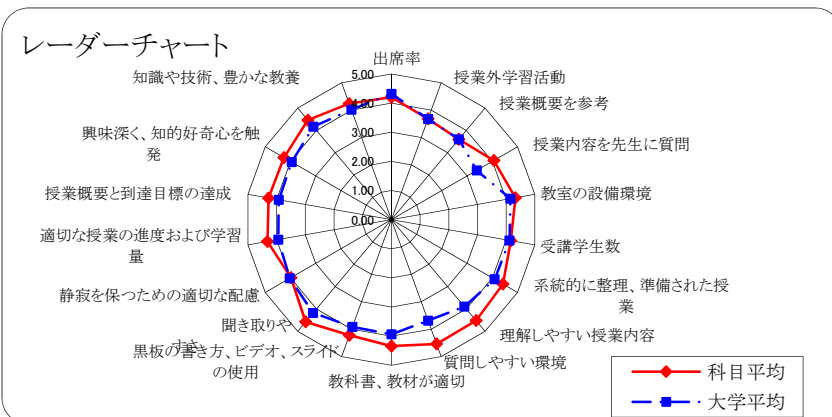 レーダーチャート
出席率
授業外学習活動
授業概要を参考
授業内容を先生に質問
教室の設備環境
受講学生数
系統的に整理、準備された授
業
理解しやすい授業内容
質問しやすい環境
教科書、教材が適切
黒板の書き方、ビデオ、スライド
の使用
聞き取りや
すさ
静寂を保つための適切な配慮
適切な授業の進度および学習
量
授業概要と到達目標の達成
興味深く、知的好奇心を触
発
知識や技術、豊かな教養
5.00
4.00
3.00
2.00
1.00
0.00
科目平均
大学平均